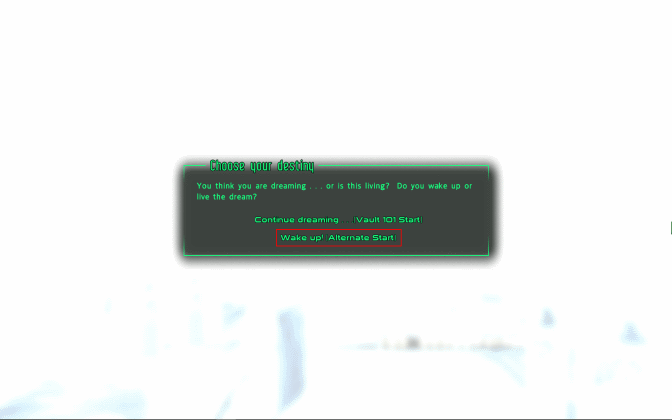 Choose your destiny
You think you are dreaming . . . or is this living? Do you wake up or
live the dream?
Continue dreaming . . . (Vault 101 Start)
Wake up! (Alternate Start)